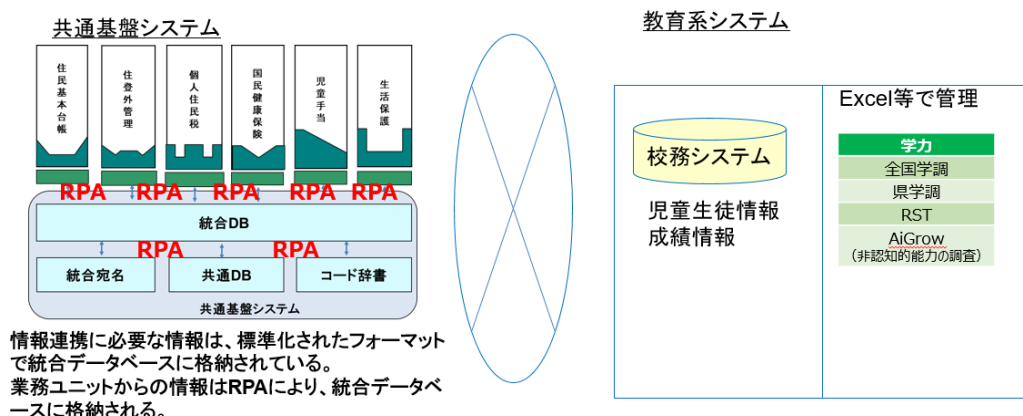 共通基盤システム
住民基本台帳
住登外管理
個人住民税
国民健康保険
児童手当
生活保護
RPA
RPA
RPA
RPA
RPA
統合DB
RPA
RPA
統合宛名
共通DB
コード辞書
共通基盤システム
情報連携に必要な情報は、標準化されたフォーマット
で統合データベースに格納されている。
業務ユニットからの情報はRPAにより、統合データベ
ースに格納される。
教育系システム
校務システム
児童生徒情報
成績情報
Excel等で管理
学力
全国学調
県学調
RST
AiGrow
(非認知的能力の調査)